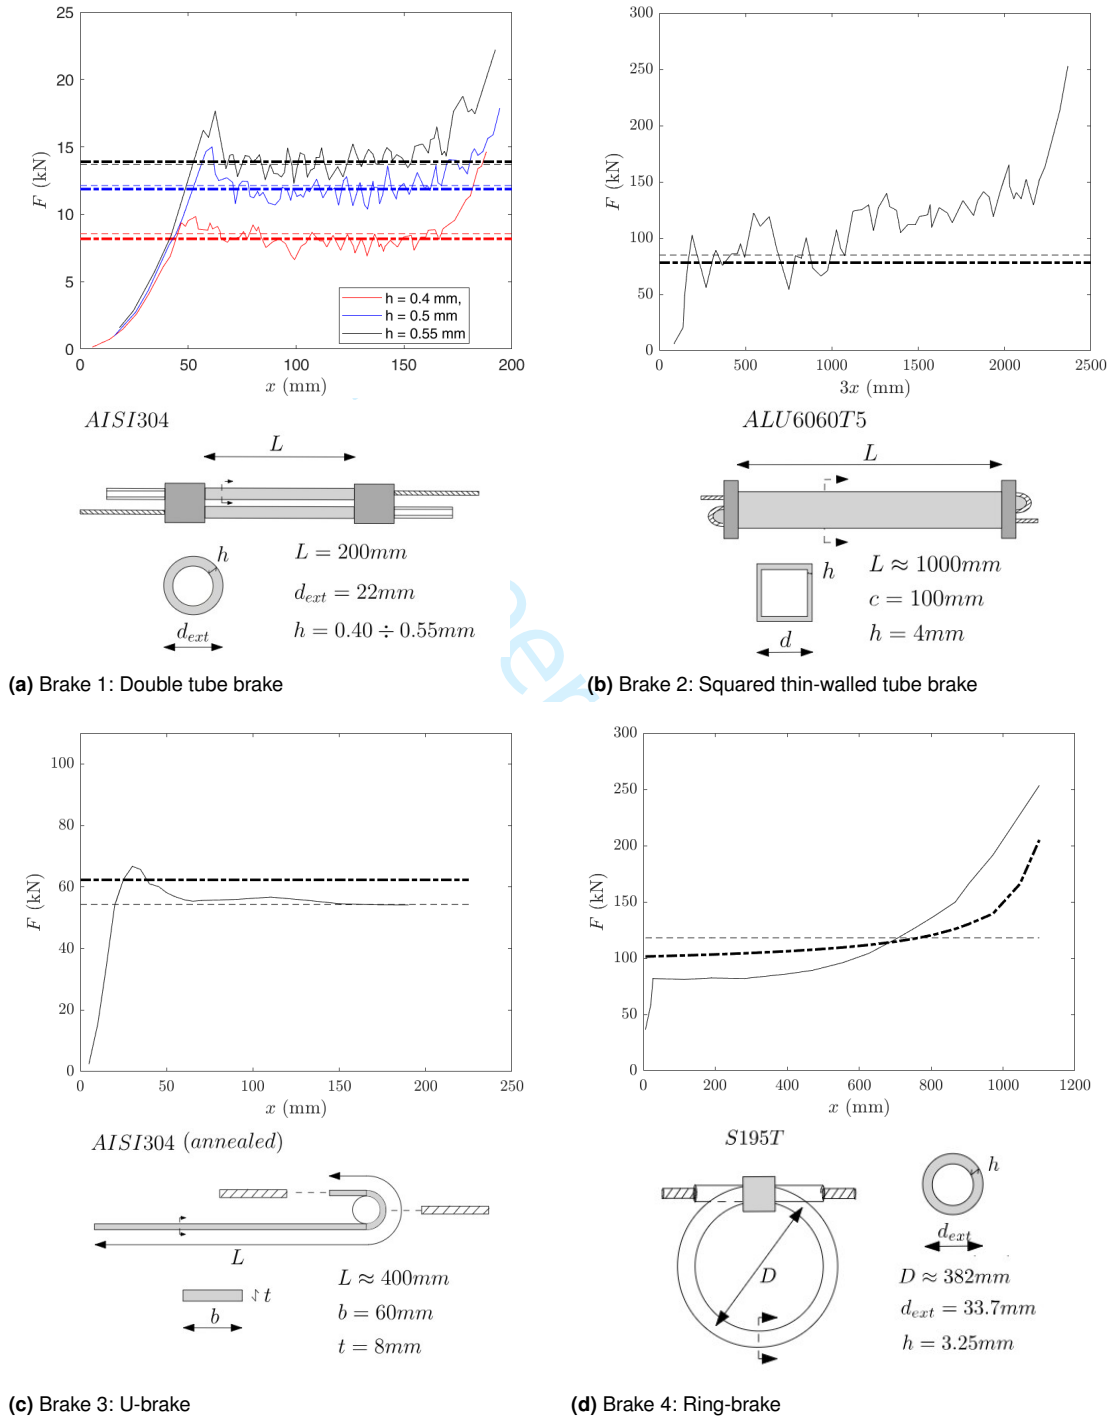 25
20
15
10
5
0
F (kN)
h = 0.4 mm,
h = 0.5 mm
h = 0.55 mm
0 50 100 150 200
x (mm)
300
250
200
150
100
50
0
F (kN)
0 500 1000 1500 2000 2500
3x (mm)
AISI304
L
h
d_ext
L = 200mm
d_ext = 22mm
h = 0.40 ÷ 0.55mm
ALU6060T5
L
h
d
L ≈ 1000mm
c = 100mm
h = 4mm
(a) Brake 1: Double tube brake
(b) Brake 2: Squared thin-walled tube brake
100
80
60
40
20
0
F (kN)
0 50 100 150 200 250
x (mm)
300
250
200
150
100
50
0
F (kN)
0 200 400 600 800 1000 1200
x (mm)
AISI304 (annealed)
L
t
b
L ≈ 400mm
b = 60mm
t = 8mm
S195T
D
h
d_ext
D ≈ 382mm
d_ext = 33.7mm
h = 3.25mm
(c) Brake 3: U-brake
(d) Brake 4: Ring-brake